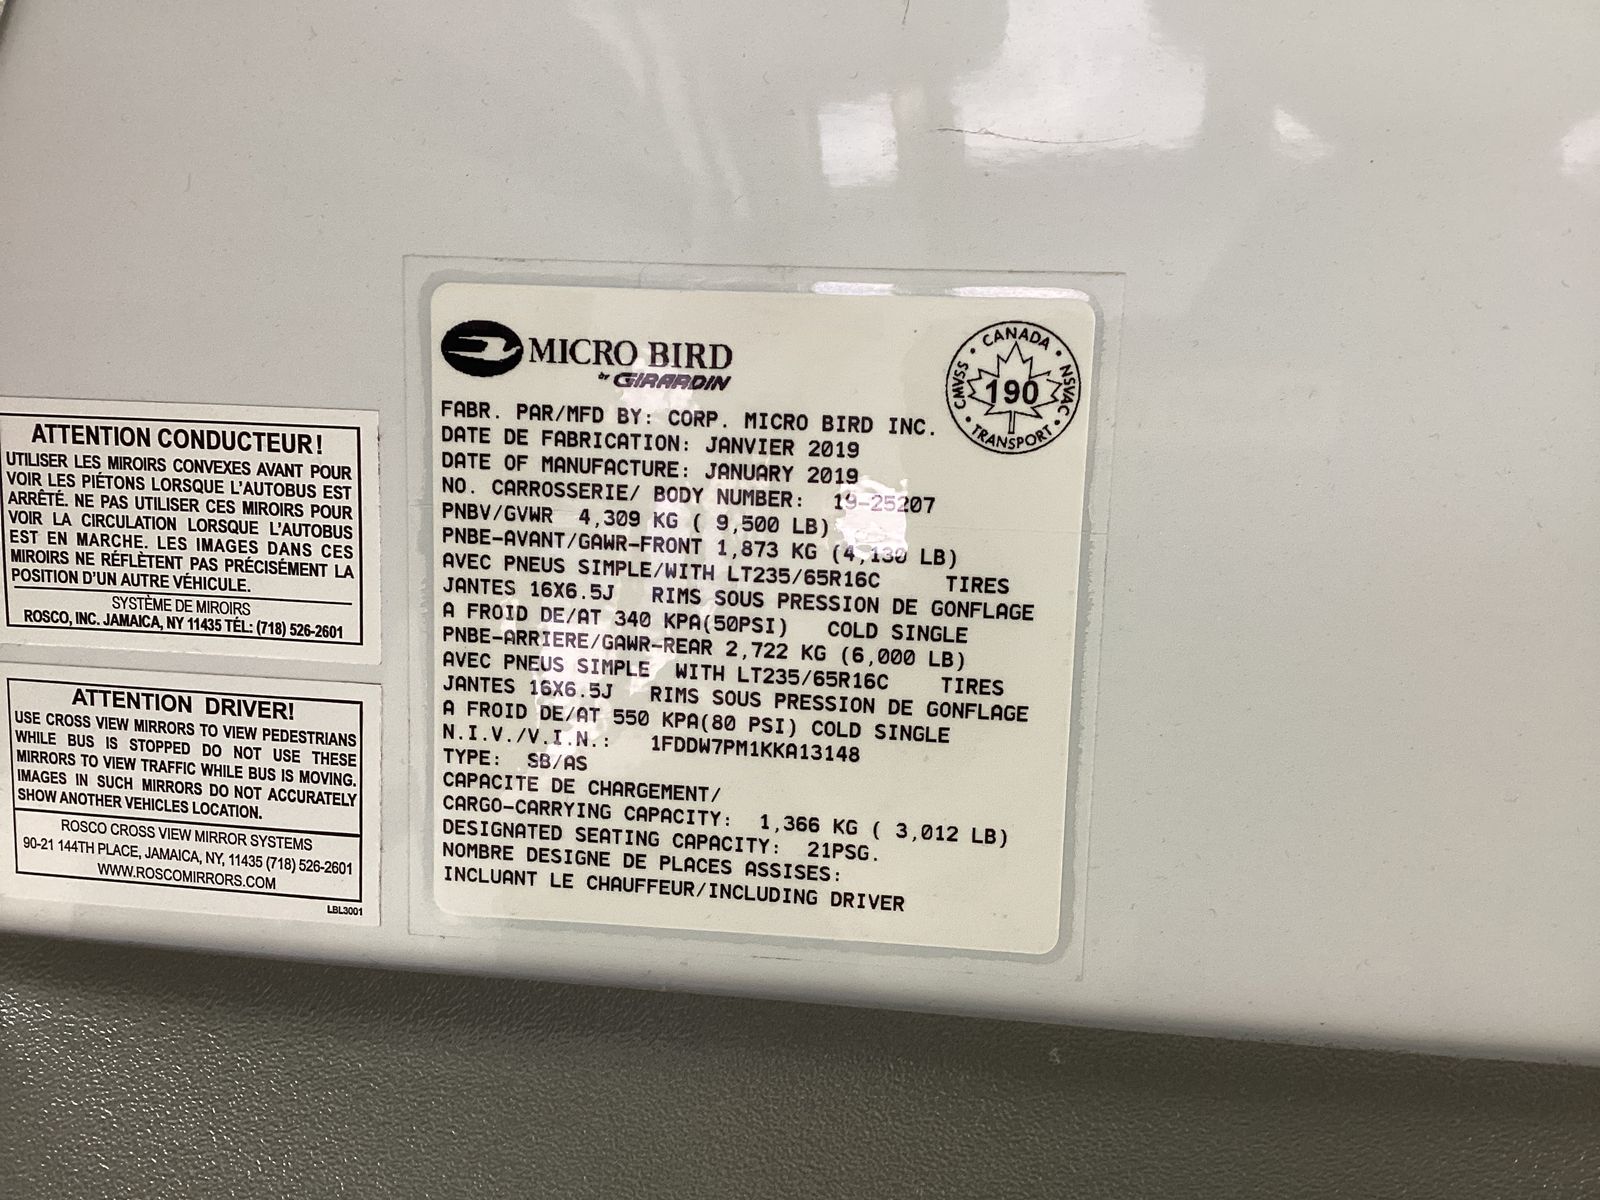 ATTENTION CONDUCTEUR!
UTILISER LES MIROIRS CONVEXES AVANT POUR
VOIR LES PIÉTONS LORSQUE L'AUTOBUS EST
ARRÊTÉ. NE PAS UTILISER CES MIROIRS POUR
VOIR LA CIRCULATION LORSQUE L'AUTOBUS
EST EN MARCHE. LES IMAGES DANS CES
MIROIRS NE RÉFLÈTENT PAS PRÉCISÉMENT LA
POSITION D'UN AUTRE VÉHICULE.
SYSTÈME DE MIROIRS
ROSCO, INC. JAMAICA, NY 11435 TÉL: (718) 526-2601
ATTENTION DRIVER!
USE CROSS VIEW MIRRORS TO VIEW PEDESTRIANS
WHILE BUS IS STOPPED DO NOT USE THESE
MIRRORS TO VIEW TRAFFIC WHILE BUS IS MOVING.
IMAGES IN SUCH MIRRORS DO NOT ACCURATELY
SHOW ANOTHER VEHICLES LOCATION.
ROSCO CROSS VIEW MIRROR SYSTEMS
90-21 144TH PLACE, JAMAICA, NY, 11435 (718) 526-2601
WWW.ROSCOMIRRORS.COM
LBL3001
MICRO BIRD
BY GIRARDIN
CANADA
CMVSS 190 NSVAC
TRANSPORT
FABR. PAR/MFD BY: CORP. MICRO BIRD INC.
DATE DE FABRICATION: JANVIER 2019
DATE OF MANUFACTURE: JANUARY 2019
NO. CARROSSERIE/ BODY NUMBER: 19-25207
PNBV/GVWR 4,309 KG ( 9,500 LB)
PNBE-AVANT/GAWR-FRONT 1,873 KG (4,130 LB)
AVEC PNEUS SIMPLE/WITH LT235/65R16C TIRES
JANTES 16X6.5J RIMS SOUS PRESSION DE GONFLAGE
A FROID DE/AT 340 KPA(50PSI) COLD SINGLE
PNBE-ARRIERE/GAWR-REAR 2,722 KG (6,000 LB)
AVEC PNEUS SIMPLE WITH LT235/65R16C TIRES
JANTES 16X6.5J RIMS SOUS PRESSION DE GONFLAGE
A FROID DE/AT 550 KPA(80 PSI) COLD SINGLE
N.I.V./V.I.N.: 1FDDW7PM1KKA13148
TYPE: SB/AS
CAPACITE DE CHARGEMENT/
CARGO-CARRYING CAPACITY: 1,366 KG ( 3,012 LB)
DESIGNATED SEATING CAPACITY: 21PSG.
NOMBRE DESIGNE DE PLACES ASSISES:
INCLUANT LE CHAUFFEUR/INCLUDING DRIVER